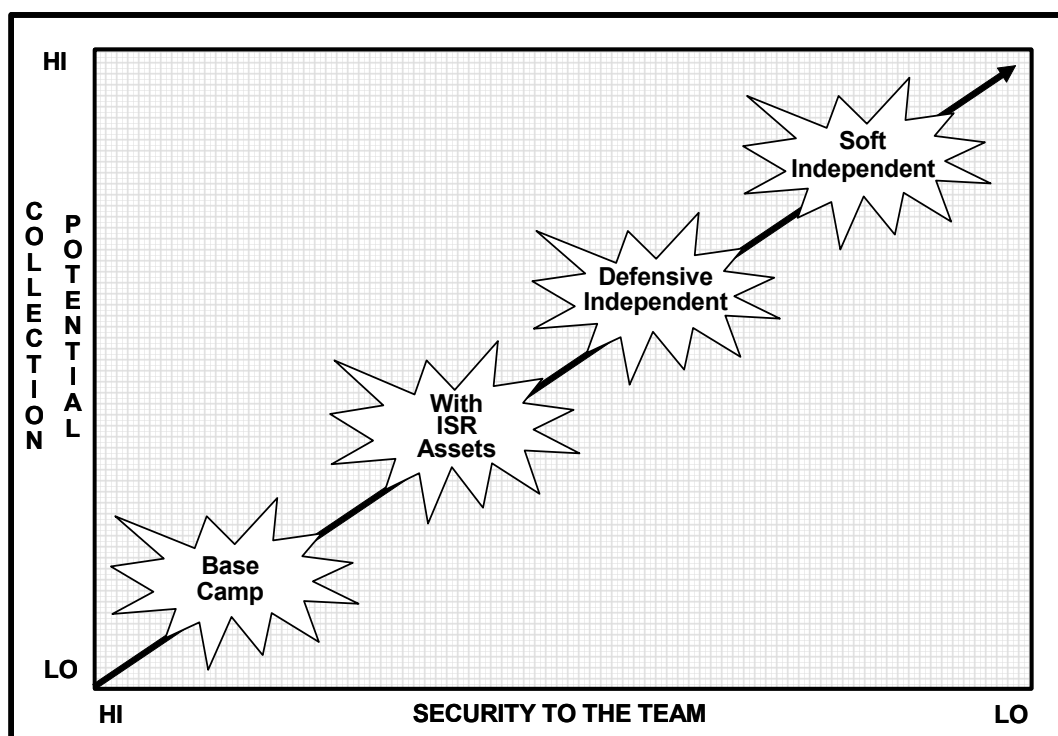 HI
COLLECTION
POTENTIAL
Soft
Independent
Defensive
Independent
With
ISR
Assets
Base
Camp
LO
HI
SECURITY TO THE TEAM
LO